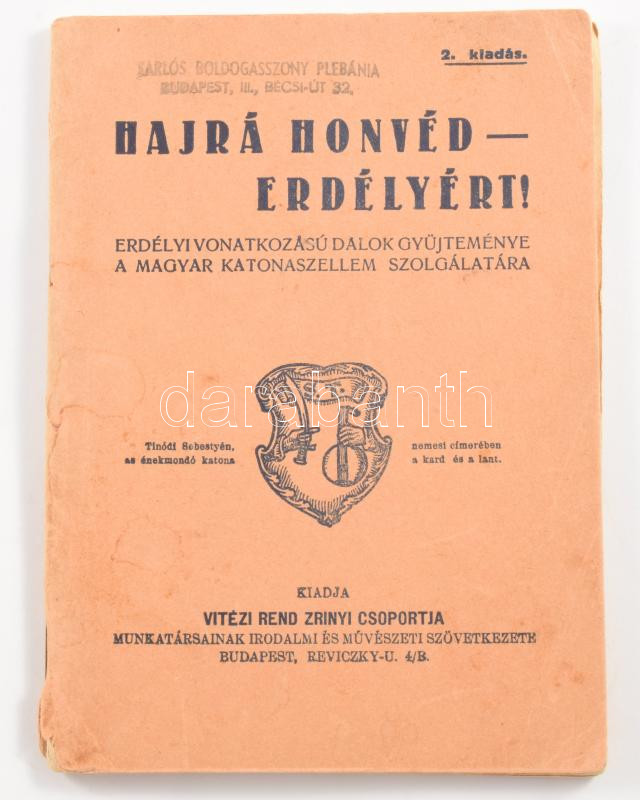 2. kiadás.
SARLÓS BOLDOGASSZONY PLEBÁNIA
BUDAPEST, III., BÉCSI-ÚT 32.
HAJRÁ HONVÉD —
ERDÉLYÉRT!
ERDÉLYI VONATKOZÁSÚ DALOK GYÜJTEMÉNYE
A MAGYAR KATONASZELLEM SZOLGÁLATÁRA
darabanth
Tinódi Sebestyén, nemesi címerében
as énekmondó katona a kard és a lant.
KIADJA
VITÉZI REND ZRINYI CSOPORTJA
MUNKATÁRSAINAK IRODALMI ÉS MŰVÉSZETI SZÖVETKEZETE
BUDAPEST, REVICZKY-U. 4/B.